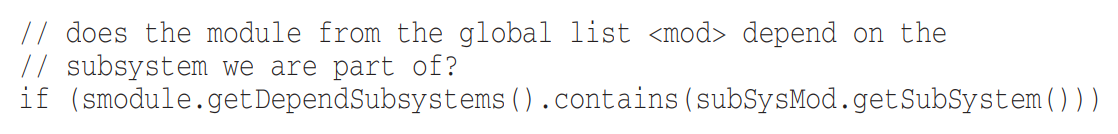 // does the module from the global list <mod> depend on the
// subsystem we are part of?
if (smodule.getDependSubsystems().contains(subSysMod.getSubSystem()))